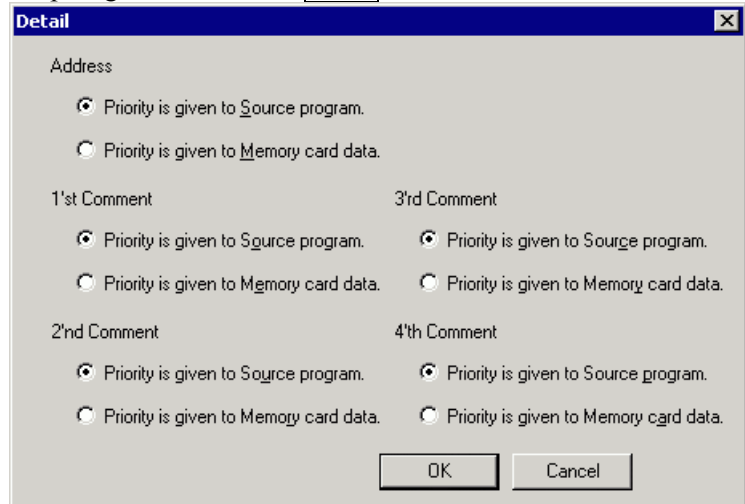 Detail
Address
Priority is given to Source program.
Priority is given to Memory card data.
1'st Comment
Priority is given to Source program.
Priority is given to Memory card data.
2'nd Comment
Priority is given to Source program.
Priority is given to Memory card data.
3'rd Comment
Priority is given to Source program.
Priority is given to Memory card data.
4'th Comment
Priority is given to Source program.
Priority is given to Memory card data.
OK
Cancel